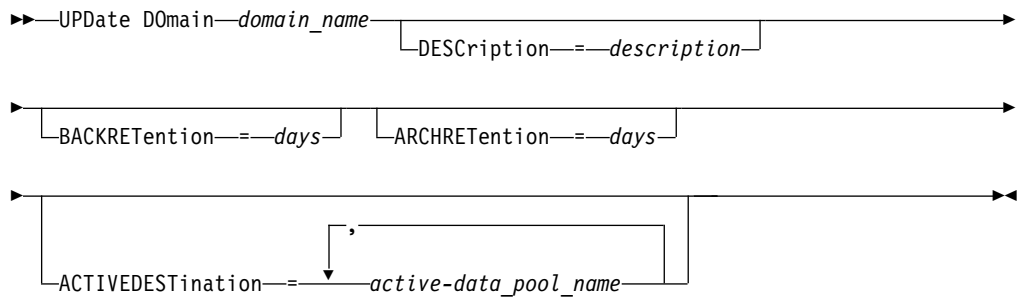 UPDate DOmain domain_name
DESCription = description
BACKRETention = days ARCHRETention = days
,
ACTIVEDESTination = active-data_pool_name